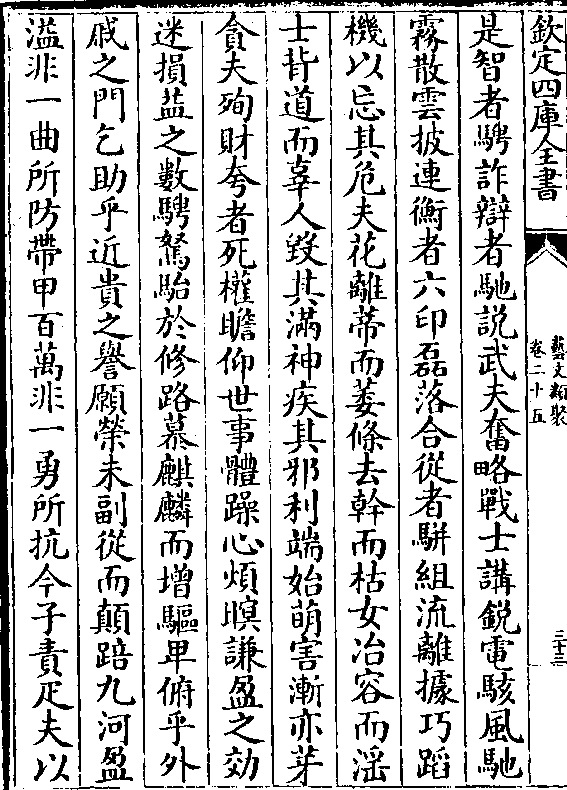 欽定四庫全書
藝文類聚
卷二十五
三十三
是智者騁詐辯者馳說武夫奮略戰士講銳電駭風馳
霧散雲披連衡者六印磊落合從者駢組流離據巧蹈
機以忘其危夫花離蒂而萎條去幹而枯女冶容而淫
士背道而辜人毀其滿神疾其邪利端始萌害漸亦芽
貪夫殉財夸者死權瞻仰世事體躁心煩瞑謙盈之効
迷損益之數騁駑駘於修路慕麒麟而增驅卑俯乎外
戚之門乞助乎近貴之譽願榮未副從而顛踣九河盈
溢非一曲所防帶甲百萬非一勇所抗今子責疋夫以